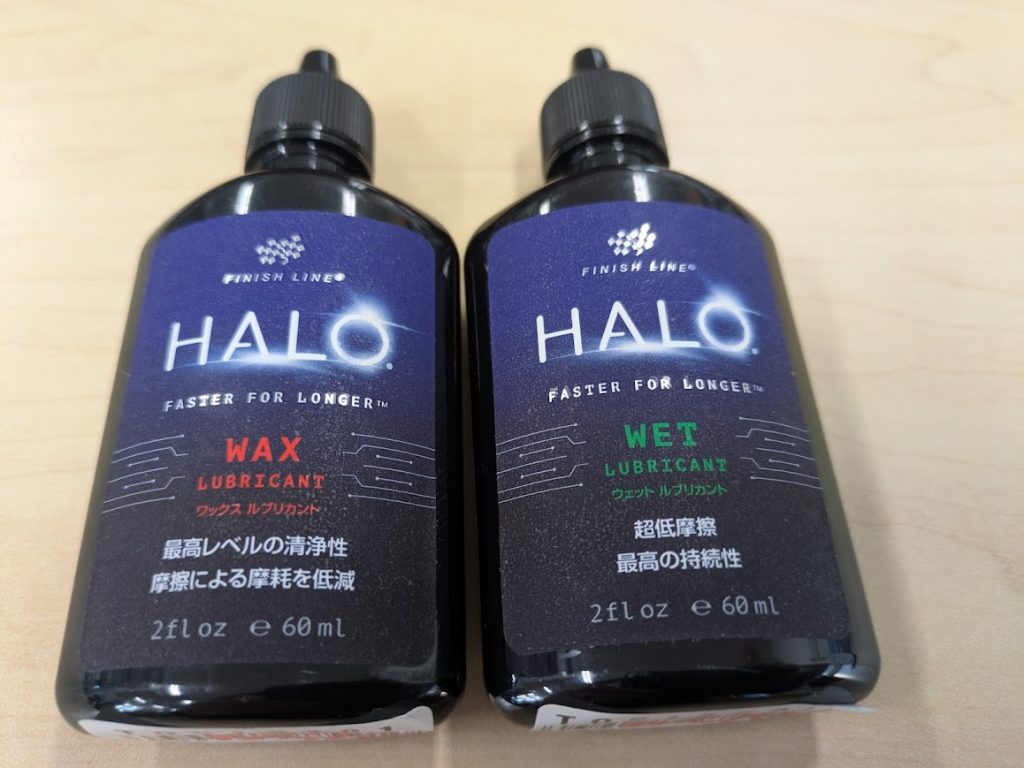 FINISH LINE®
HALO®
FASTER FOR LONGER™
WAX
LUBRICANT
ワックス ルブリカント
最高レベルの清浄性
摩擦による摩耗を低減
2fl oz ℮ 60ml
FINISH LINE®
HALO®
FASTER FOR LONGER™
WET
LUBRICANT
ウェット ルブリカント
超低摩擦
最高の持続性
2fl oz ℮ 60ml